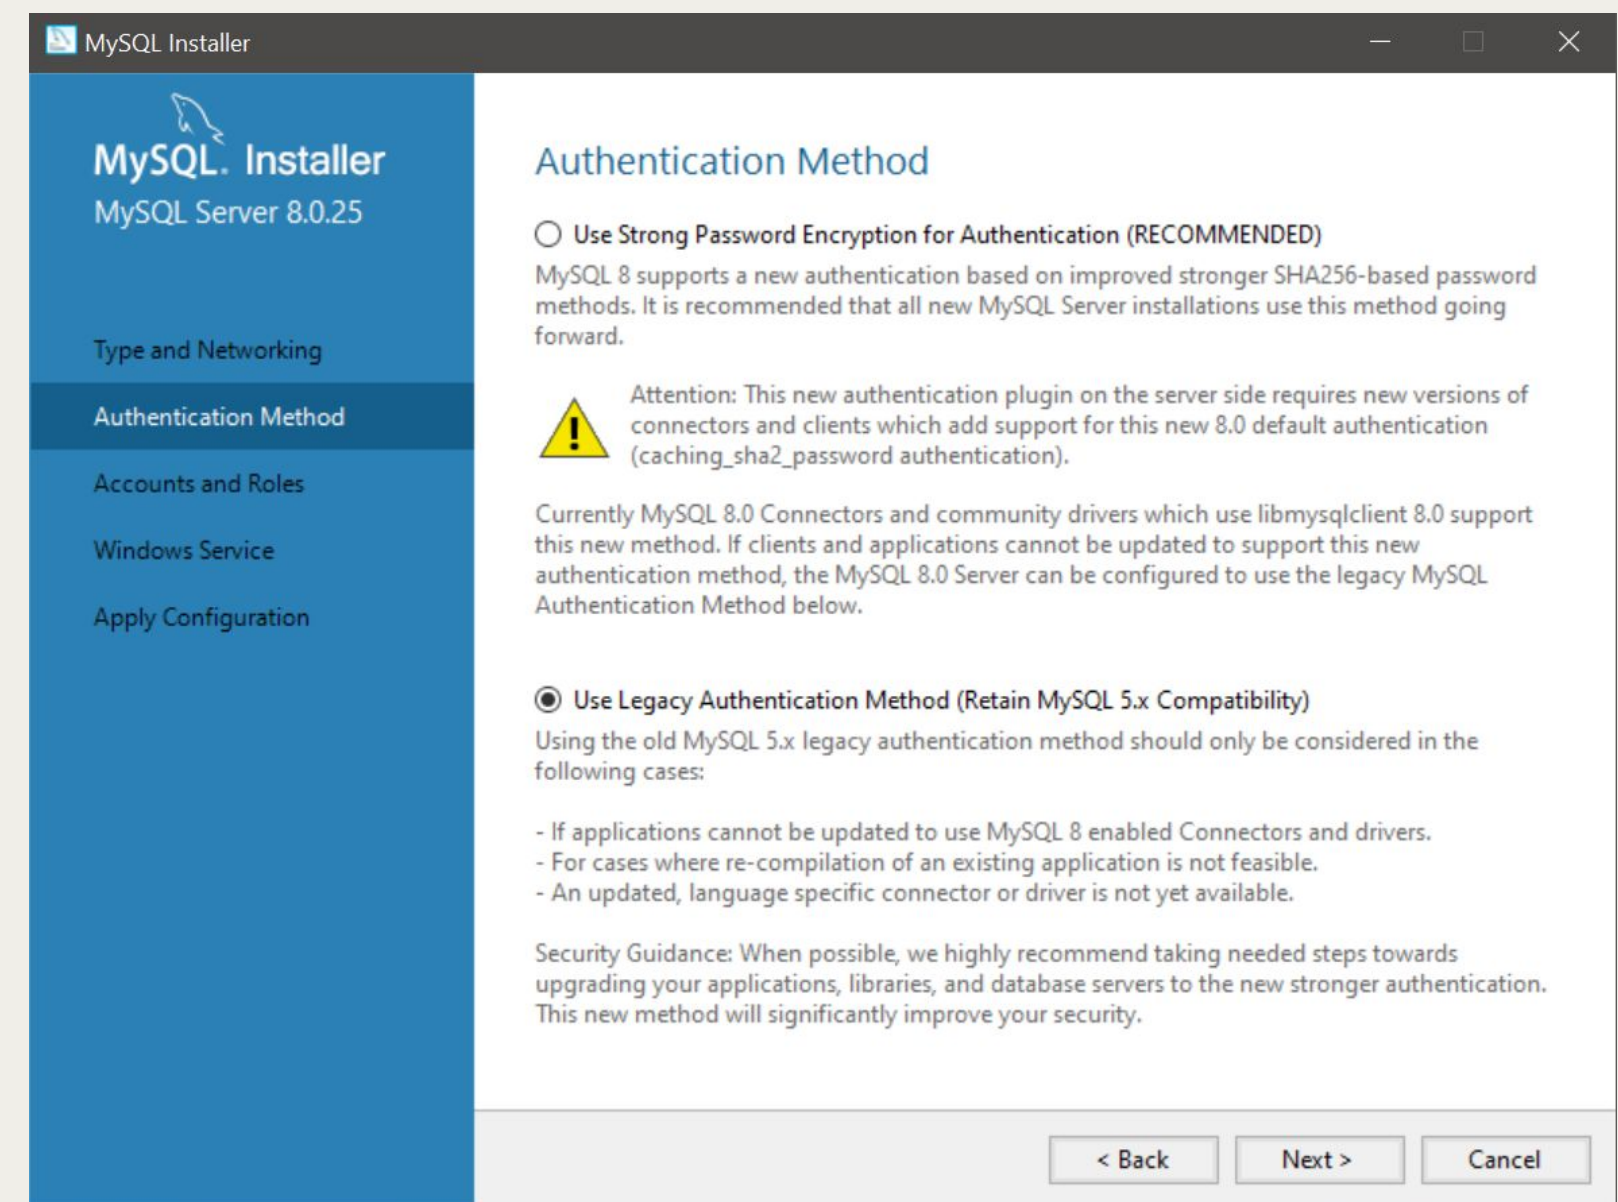 MySQL Installer
MySQL. Installer
MySQL Server 8.0.25
Type and Networking
Authentication Method
Accounts and Roles
Windows Service
Apply Configuration
Authentication Method
Use Strong Password Encryption for Authentication (RECOMMENDED)
MySQL 8 supports a new authentication based on improved stronger SHA256-based password
methods. It is recommended that all new MySQL Server installations use this method going
forward.
Attention: This new authentication plugin on the server side requires new versions of
connectors and clients which add support for this new 8.0 default authentication
(caching_sha2_password authentication).
Currently MySQL 8.0 Connectors and community drivers which use libmysqlclient 8.0 support
this new method. If clients and applications cannot be updated to support this new
authentication method, the MySQL 8.0 Server can be configured to use the legacy MySQL
Authentication Method below.
Use Legacy Authentication Method (Retain MySQL 5.x Compatibility)
Using the old MySQL 5.x legacy authentication method should only be considered in the
following cases:
- If applications cannot be updated to use MySQL 8 enabled Connectors and drivers.
- For cases where re-compilation of an existing application is not feasible.
- An updated, language specific connector or driver is not yet available.
Security Guidance: When possible, we highly recommend taking needed steps towards
upgrading your applications, libraries, and database servers to the new stronger authentication.
This new method will significantly improve your security.
< Back
Next >
Cancel